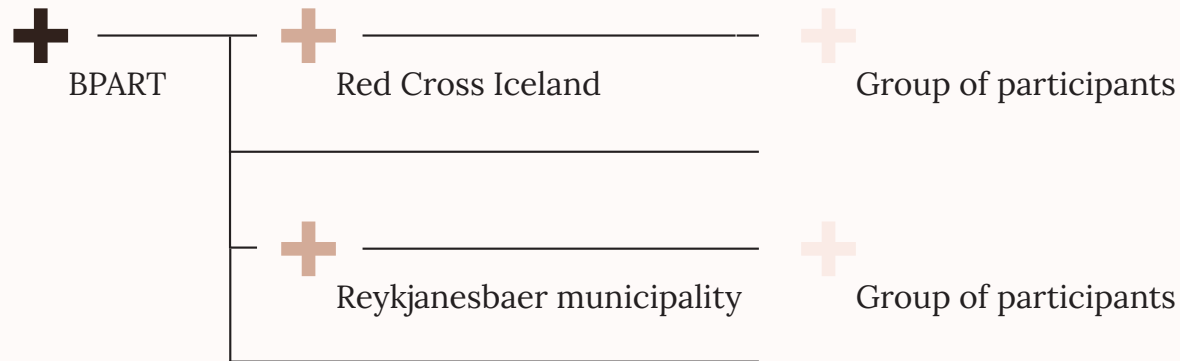 BPART
Red Cross Iceland
Group of participants
Reykjanesbaer municipality
Group of participants